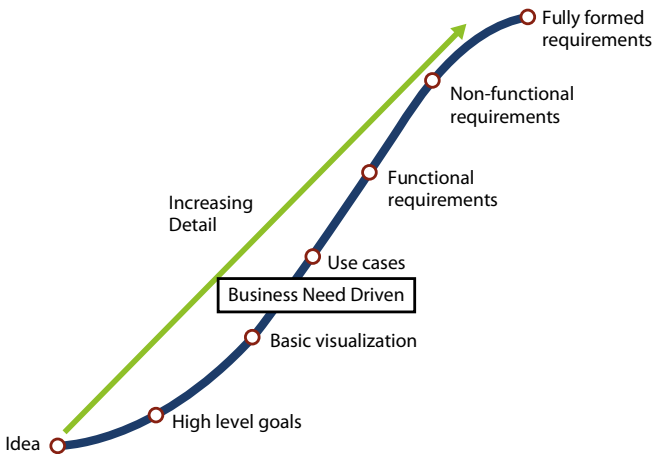 Fully formed
requirements
Non-functional
requirements
Functional
requirements
Increasing
Detail
Use cases
Business Need Driven
Basic visualization
High level goals
Idea